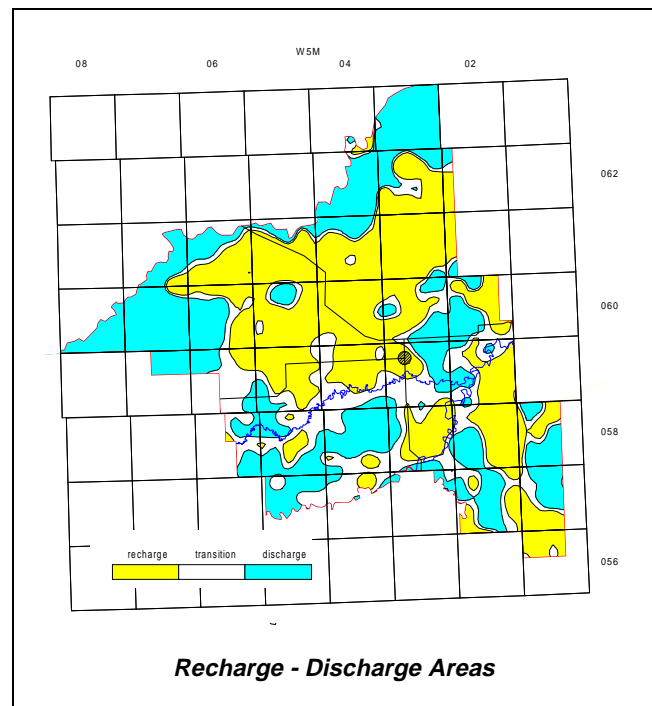 W5M
08 06 04 02
062
060
058
056
recharge transition discharge
Recharge - Discharge Areas